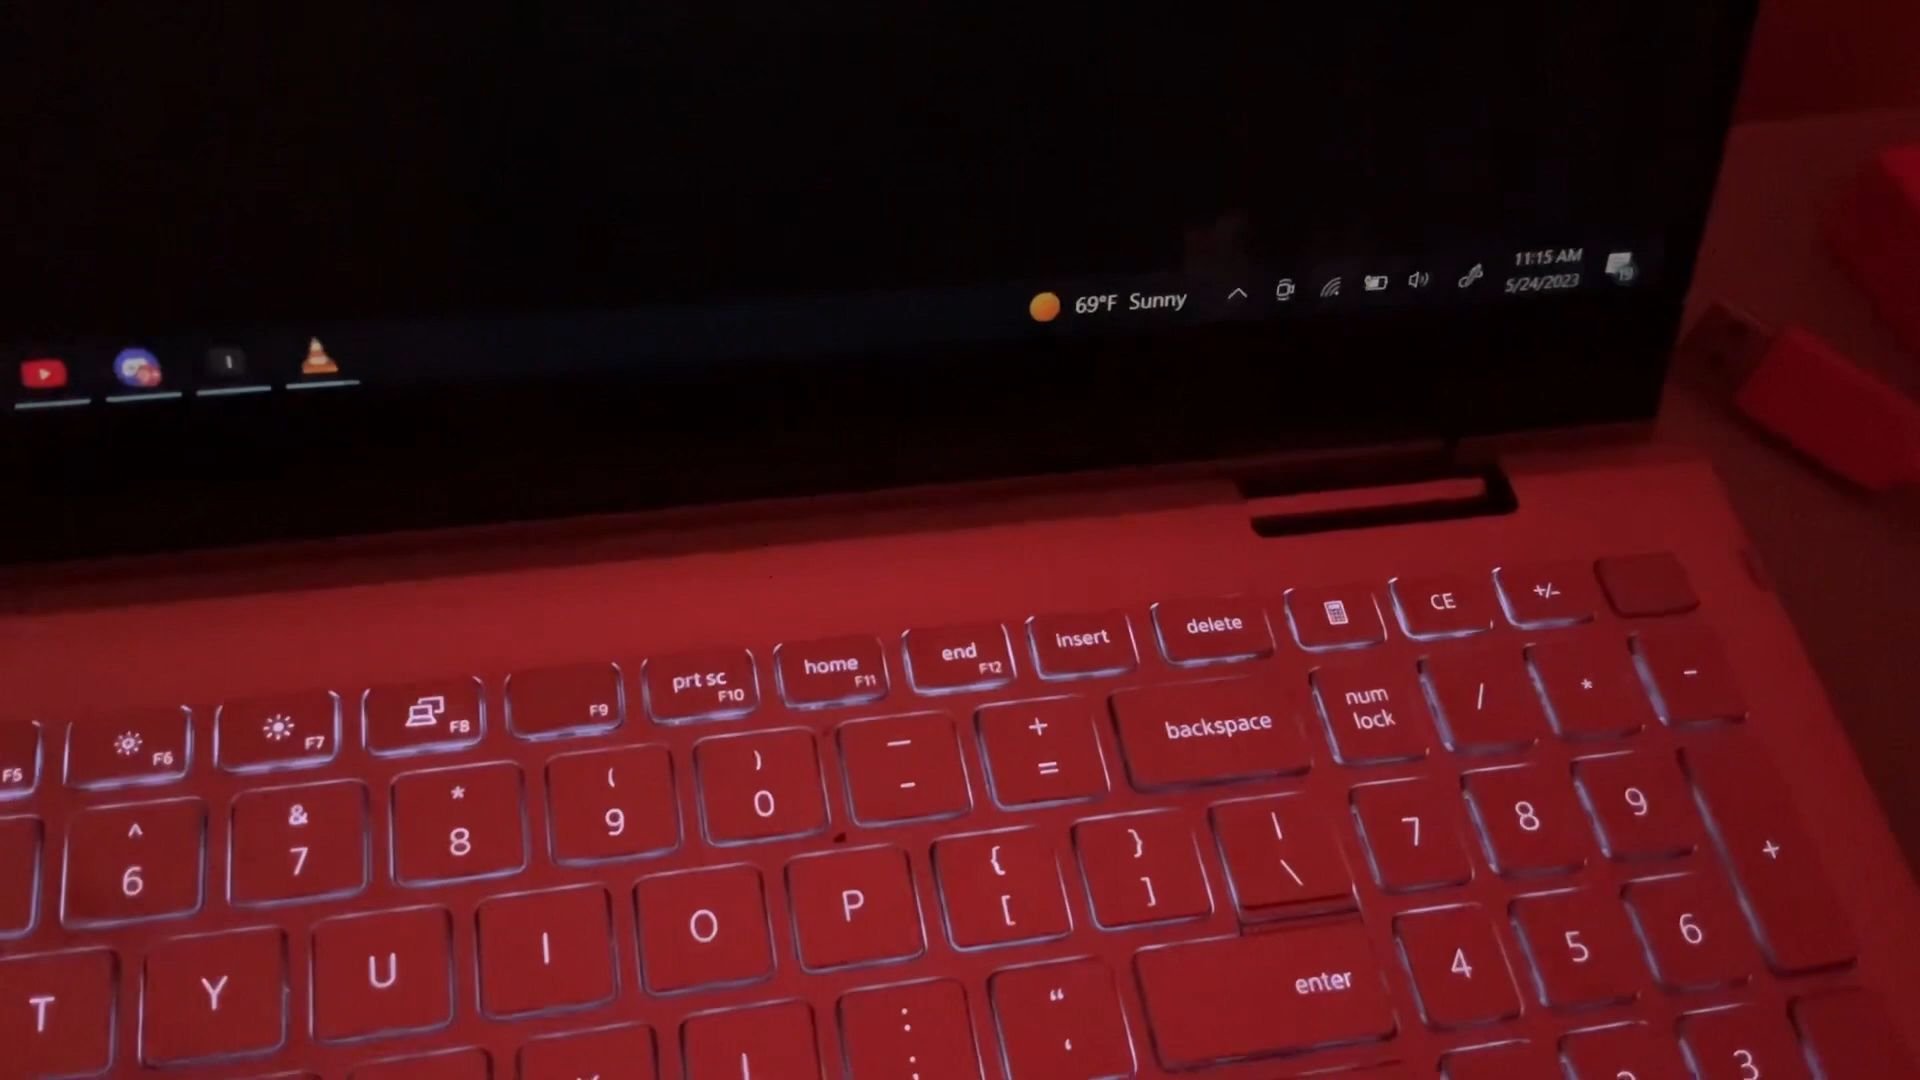 11:15 AM
69°F Sunny
5/24/2023
19
F5
F6
F7
F8
F9
prt sc F10
home F11
end F12
insert
delete
CE
+/-
^ 6
& 7
* 8
( 9
) 0
— -
+ =
backspace
num lock
/
*
-
T
Y
U
I
O
P
{ [
} ]
| \
7
8
9
+
: ;
“ ‘
enter
4
5
6
3